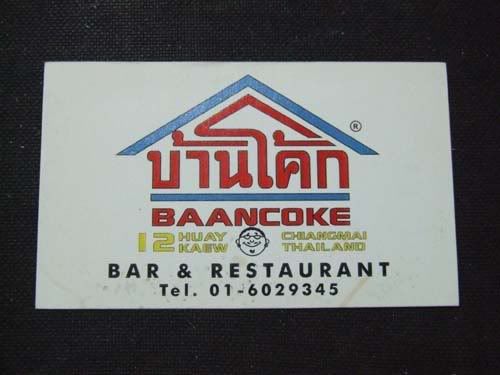 ®
บ้านโค้ก
BAANCOKE
12 HUAY KAEW CHIANGMAI THAILAND
BAR & RESTAURANT
Tel. 01-6029345